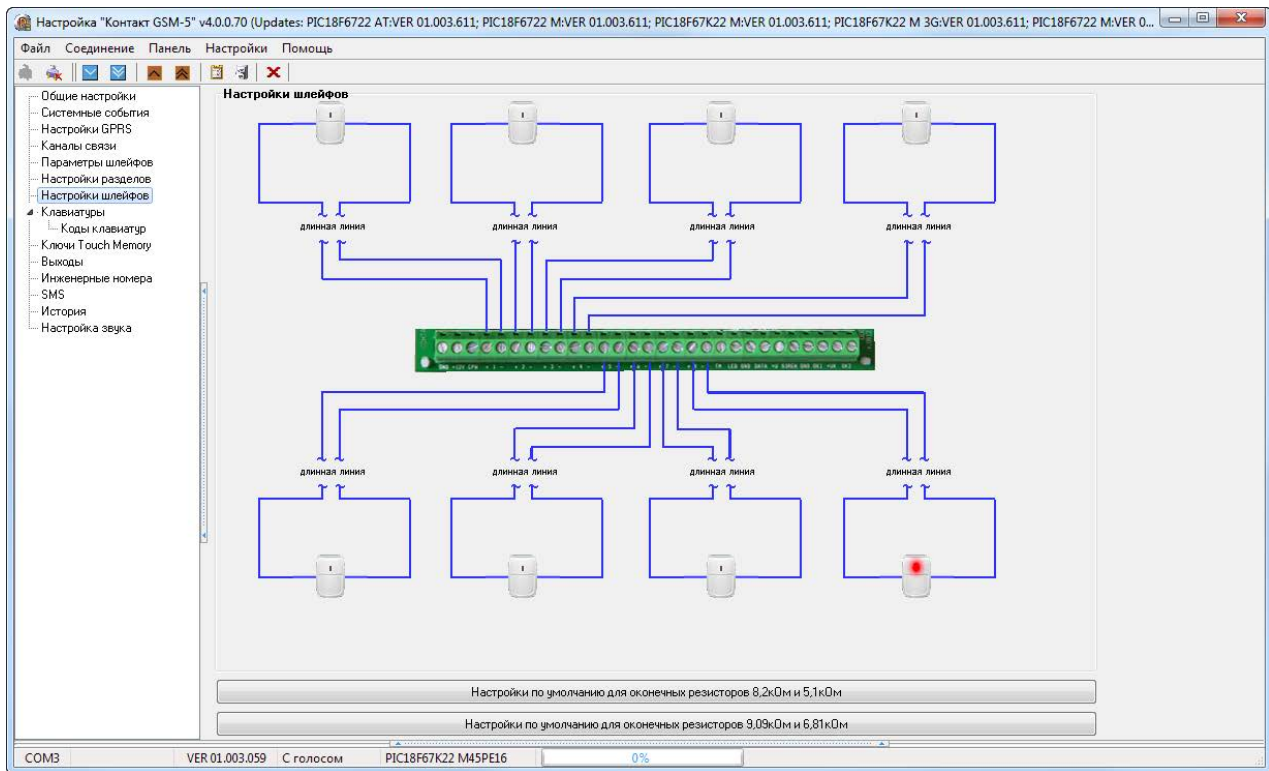 Настройка "Контакт GSM-5" v4.0.0.70 (Updates: PIC18F6722 AT:VER 01.003.611; PIC18F6722 M:VER 01.003.611; PIC18F67K22 M:VER 01.003.611; PIC18F67K22 M 3G:VER 01.003.611; PIC18F6722 M:VER 0...
Файл Соединение Панель Настройки Помощь
Общие настройки
Системные события
Настройки GPRS
Каналы связи
Параметры шлейфов
Настройки разделов
Настройки шлейфов
Клавиатуры
Коды клавиатур
Ключи Touch Memory
Выходы
Инженерные номера
SMS
История
Настройка звука
Настройки шлейфов
длинная линия длинная линия длинная линия длинная линия
длинная линия длинная линия длинная линия длинная линия
Настройки по умолчанию для оконечных резисторов 8,2кОм и 5,1кОм
Настройки по умолчанию для оконечных резисторов 9,09кОм и 6,81кОм
COM3 VER 01.003.059 С голосом PIC18F67K22 M45PE16 0%